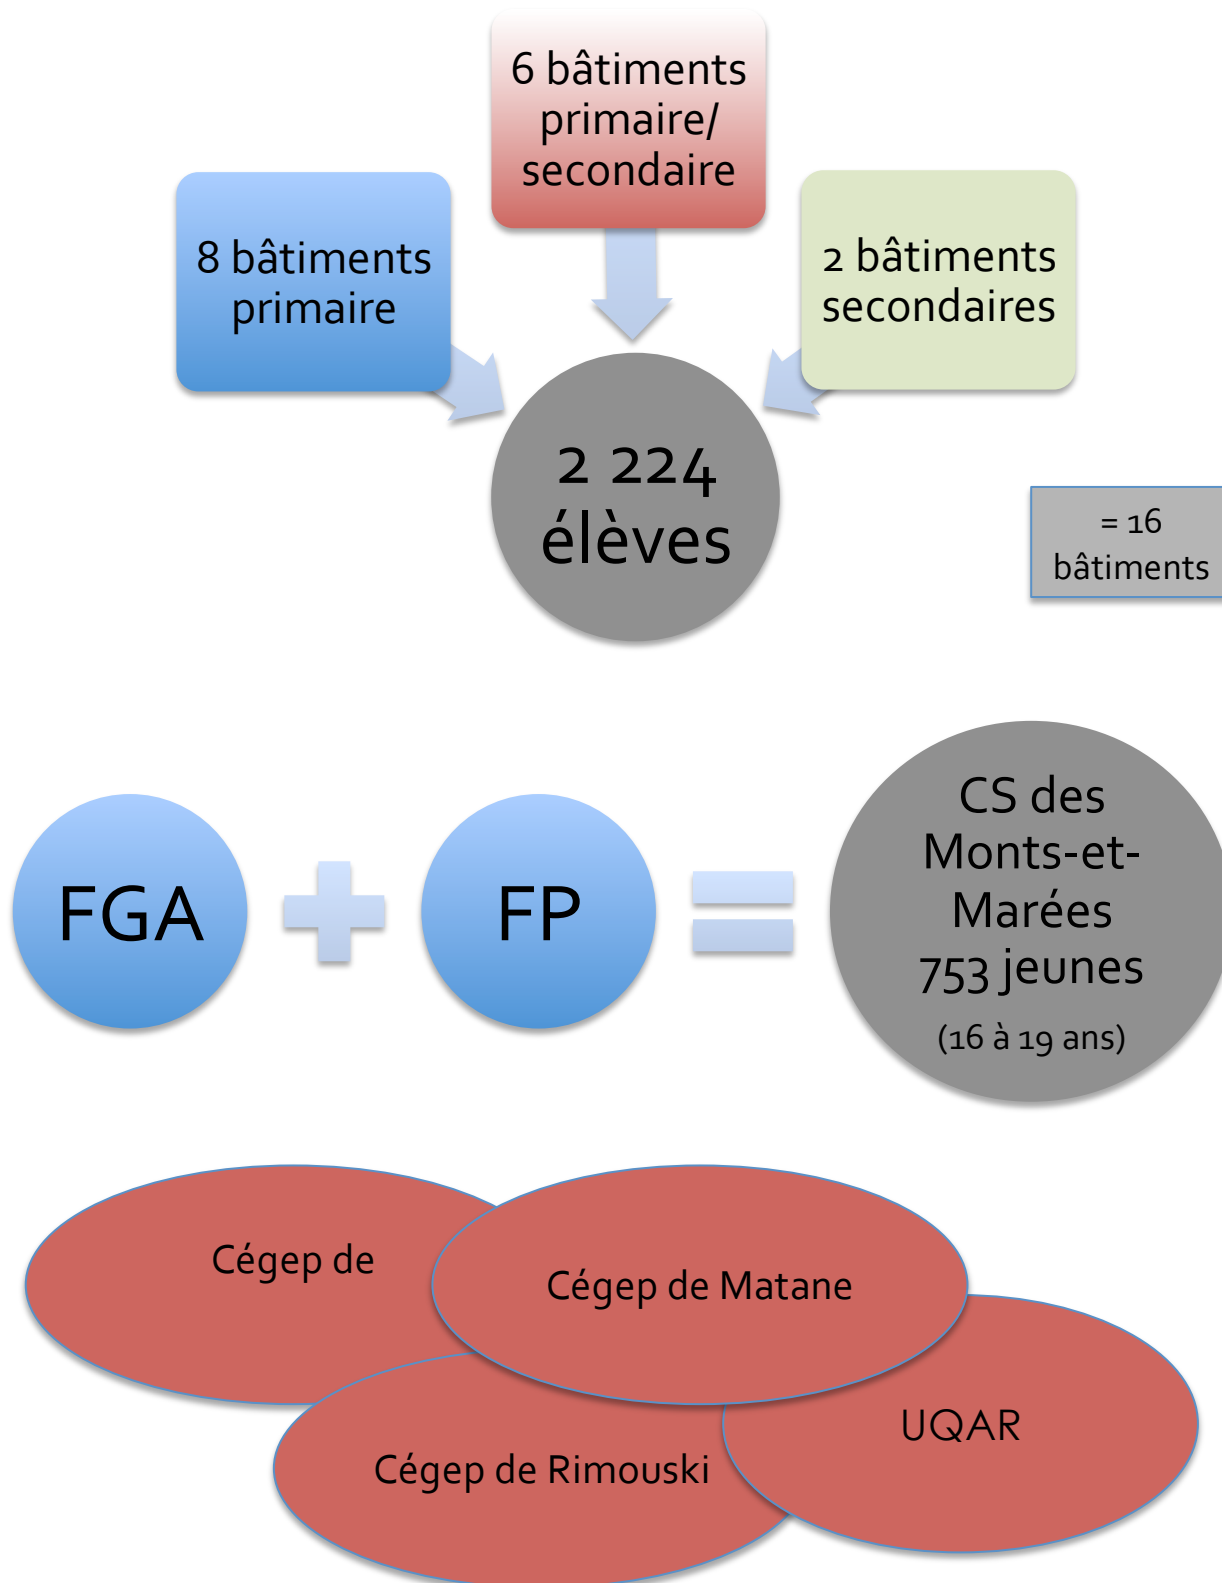 6 bâtiments
primaire/
secondaire
8 bâtiments
primaire
2 bâtiments
secondaires
2 224
élèves
= 16
bâtiments
FGA
FP
CS des
Monts-et-
Marées
753 jeunes
(16 à 19 ans)
Cégep de
Cégep de Matane
Cégep de Rimouski
UQAR